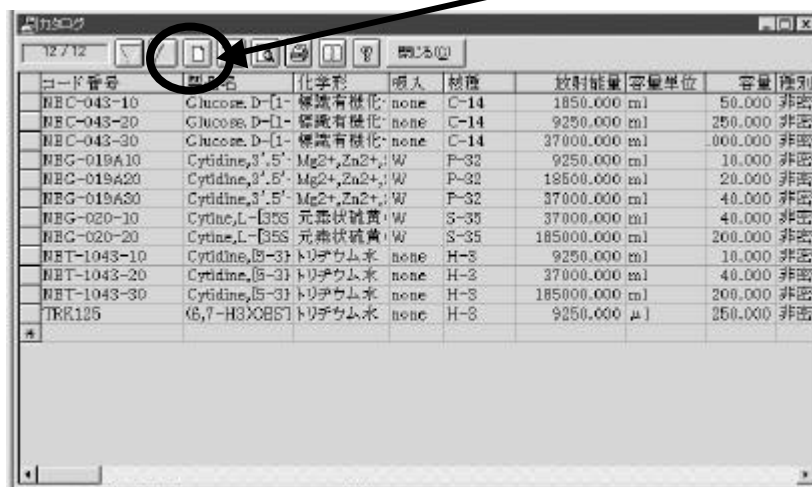 カタログ
12 / 12 閉じる(C)
コード番号 製品名 化学形 吸入 核種 放射能量 容量単位 容量 種別
NEC-043-10 Glucose.D-[1- 標識有機化 none C-14 1850.000 ml 50.000 非密
NEC-043-20 Glucose.D-[1- 標識有機化 none C-14 9250.000 ml 250.000 非密
NEC-043-30 Glucose.D-[1- 標識有機化 none C-14 37000.000 ml .000.000 非密
NEG-019A10 Cytidine,3',5'- Mg2+,Zn2+, W P-32 9250.000 ml 10.000 非密
NEG-019A20 Cytidine,3',5'- Mg2+,Zn2+, W P-32 18500.000 ml 20.000 非密
NEG-019A30 Cytidine,3',5'- Mg2+,Zn2+, W P-32 37000.000 ml 40.000 非密
NEG-020-10 Cytine,L-[35S 元素状硫黄 W S-35 37000.000 ml 40.000 非密
NEG-020-20 Cytine,L-[35S 元素状硫黄 W S-35 185000.000 ml 200.000 非密
NET-1043-10 Cytidine,[5-3H トリチウム水 none H-3 9250.000 ml 10.000 非密
NET-1043-20 Cytidine,[5-3H トリチウム水 none H-3 37000.000 ml 40.000 非密
NET-1043-30 Cytidine,[5-3H トリチウム水 none H-3 185000.000 ml 200.000 非密
TRK125 (6,7-H3)OEST トリチウム水 none H-3 9250.000 μl 250.000 非密